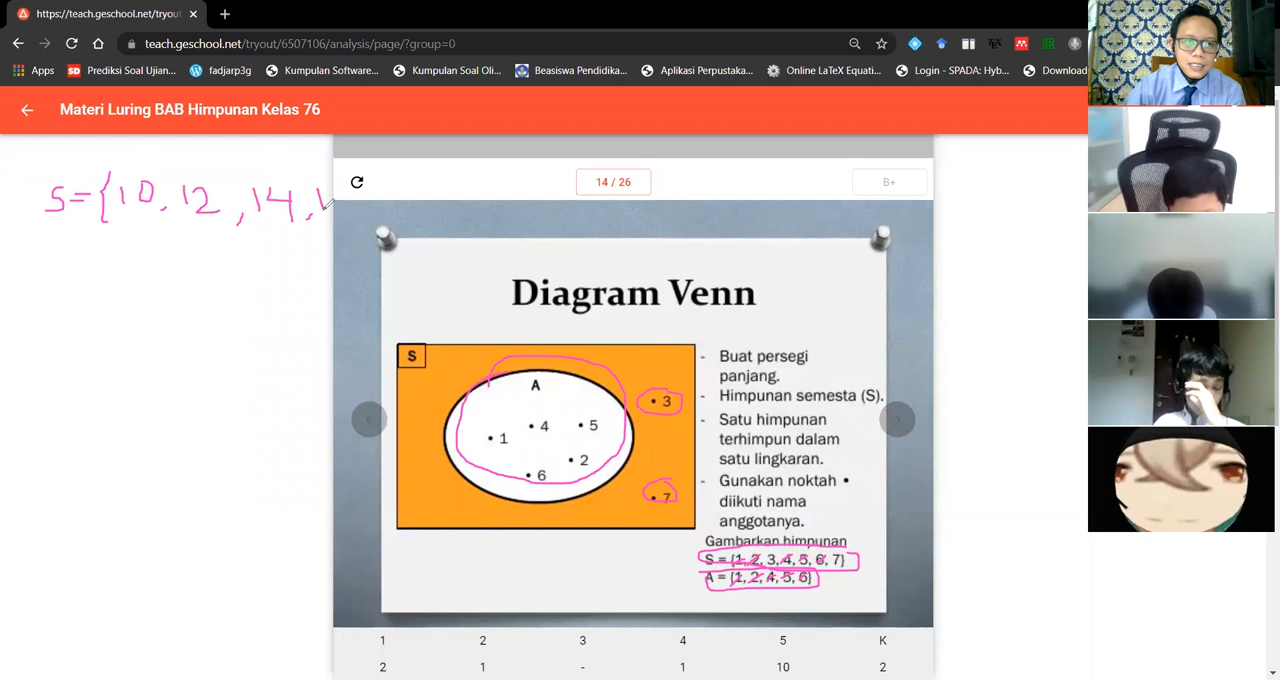 https://teach.geschool.net/tryout
teach.geschool.net/tryout/6507106/analysis/page/?group=0
Apps
SD Prediksi Soal Ujian...
fadjarp3g
Kumpulan Software...
Kumpulan Soal Oli...
Beasiswa Pendidika...
Aplikasi Perpustaka...
Online LaTeX Equati...
Login - SPADA: Hyb...
Download
Materi Luring BAB Himpunan Kelas 76
14 / 26
B+
S={10, 12, 14, 1
Diagram Venn
S
A
• 3
• 4
• 5
• 1
• 2
• 6
• 7
- Buat persegi
panjang.
- Himpunan semesta (S).
- Satu himpunan
terhimpun dalam
satu lingkaran.
- Gunakan noktah •
diikuti nama
anggotanya.
Gambarkan himpunan
S = {1, 2, 3, 4, 5, 6, 7}
A = {1, 2, 4, 5, 6}
1 2 3 4 5 K
2 1 - 1 10 2